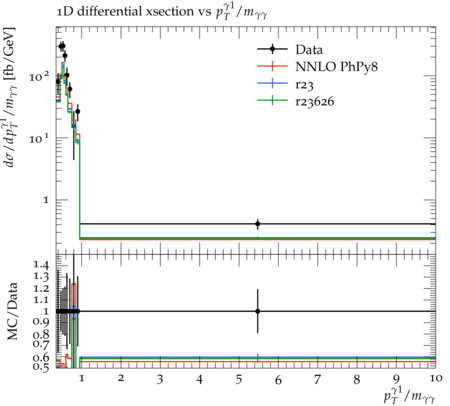 1D differential xsection vs p_T^{γ1}/m_{γγ}
dσ/dp_T^{γ1}/m_{γγ} [fb/GeV]
Data
NNLO PhPy8
r23
r23626
10^2
10^1
1
MC/Data
1.4
1.3
1.2
1.1
1
0.9
0.8
0.7
0.6
0.5
1 2 3 4 5 6 7 8 9 10
p_T^{γ1}/m_{γγ}